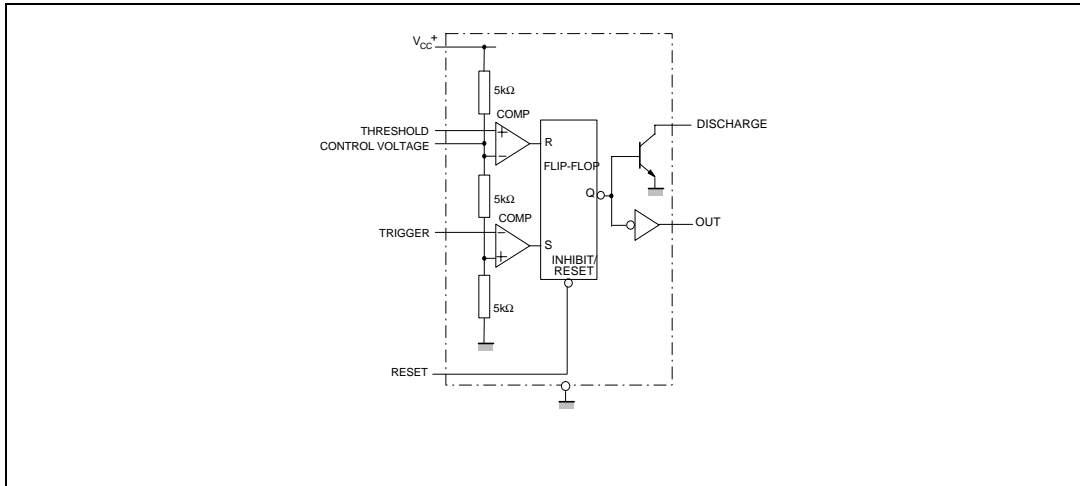 VCC+
5kΩ
COMP
THRESHOLD
+
R
CONTROL VOLTAGE
−
FLIP-FLOP
DISCHARGE
Q
5kΩ
COMP
TRIGGER
−
S
OUT
+
INHIBIT/
RESET
5kΩ
RESET